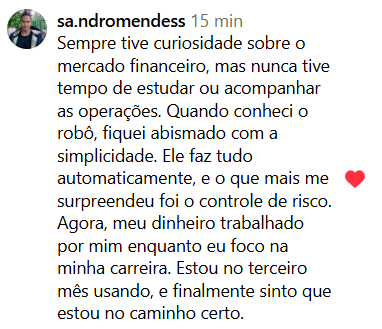 sa.ndromendess 15 min
Sempre tive curiosidade sobre o
mercado financeiro, mas nunca tive
tempo de estudar ou acompanhar
as operações. Quando conheci o
robô, fiquei abismado com a
simplicidade. Ele faz tudo
automaticamente, e o que mais me
surpreendeu foi o controle de risco.
Agora, meu dinheiro trabalhado
por mim enquanto eu foco na
minha carreira. Estou no terceiro
mês usando, e finalmente sinto que
estou no caminho certo.